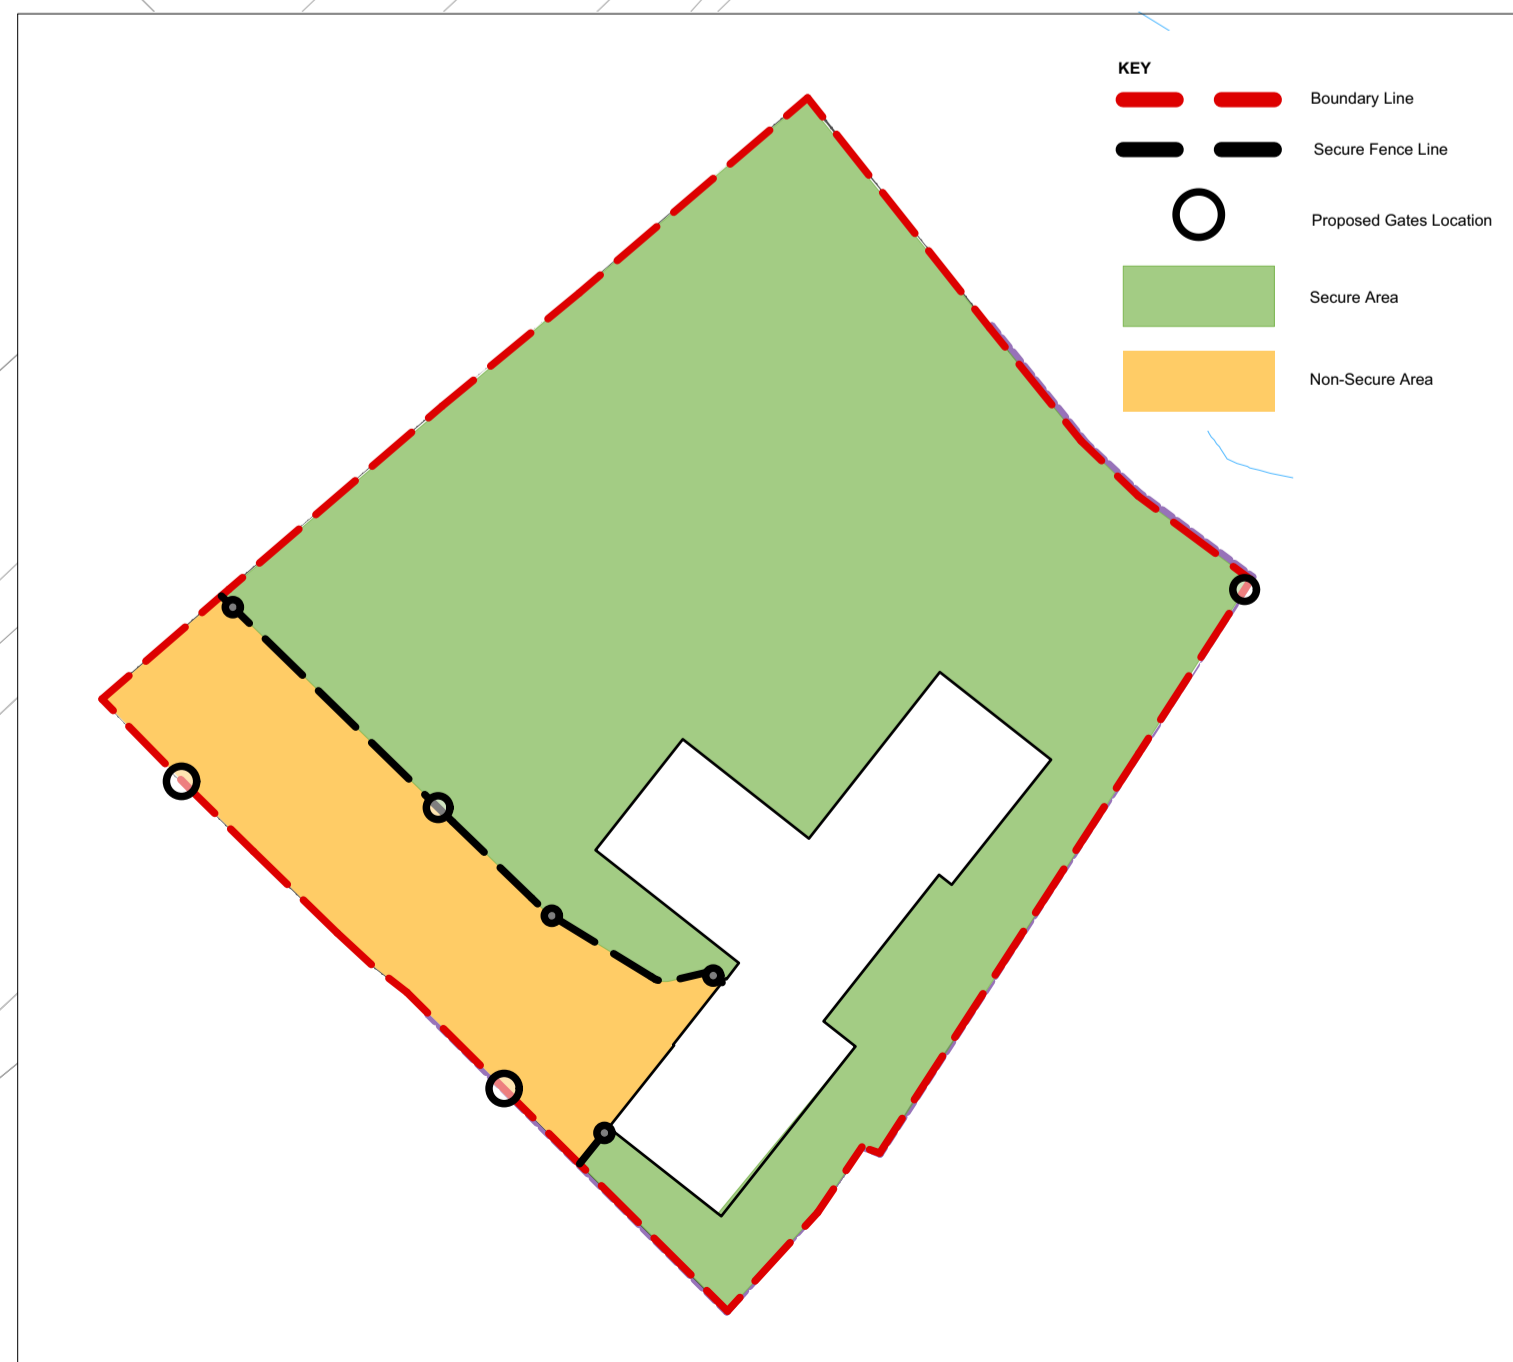 KEY
Boundary Line
Secure Fence Line
Proposed Gates Location
Secure Area
Non-Secure Area